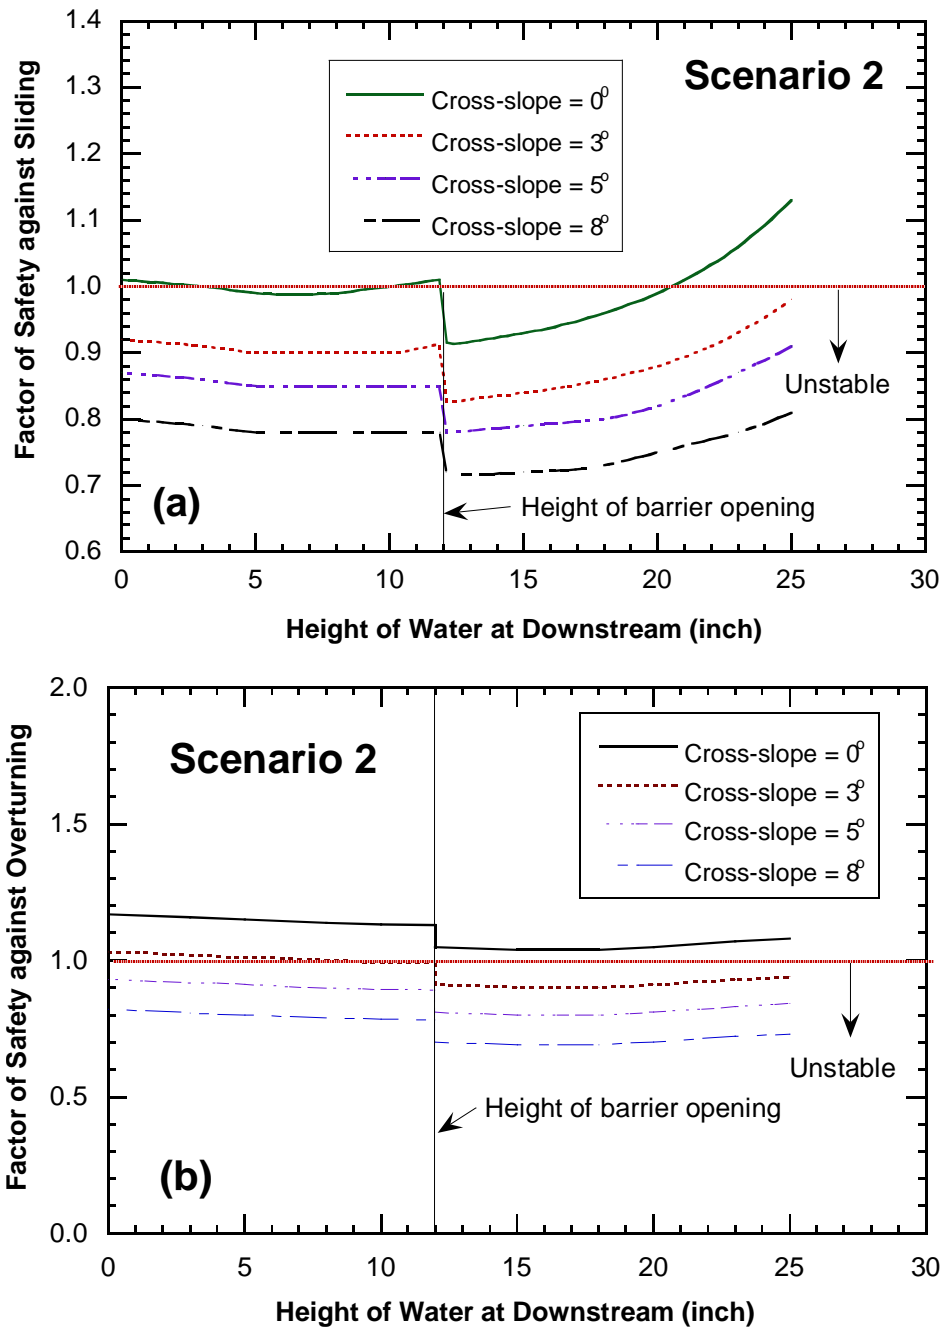 Scenario 2
Cross-slope = 0°
Cross-slope = 3°
Cross-slope = 5°
Cross-slope = 8°
Factor of Safety against Sliding
1.4
1.3
1.2
1.1
1.0
0.9
0.8
0.7
0.6
Unstable
(a)
Height of barrier opening
0 5 10 15 20 25 30
Height of Water at Downstream (inch)
Scenario 2
Cross-slope = 0°
Cross-slope = 3°
Cross-slope = 5°
Cross-slope = 8°
Factor of Safety against Overturning
2.0
1.5
1.0
0.5
0.0
Unstable
Height of barrier opening
(b)
0 5 10 15 20 25 30
Height of Water at Downstream (inch)